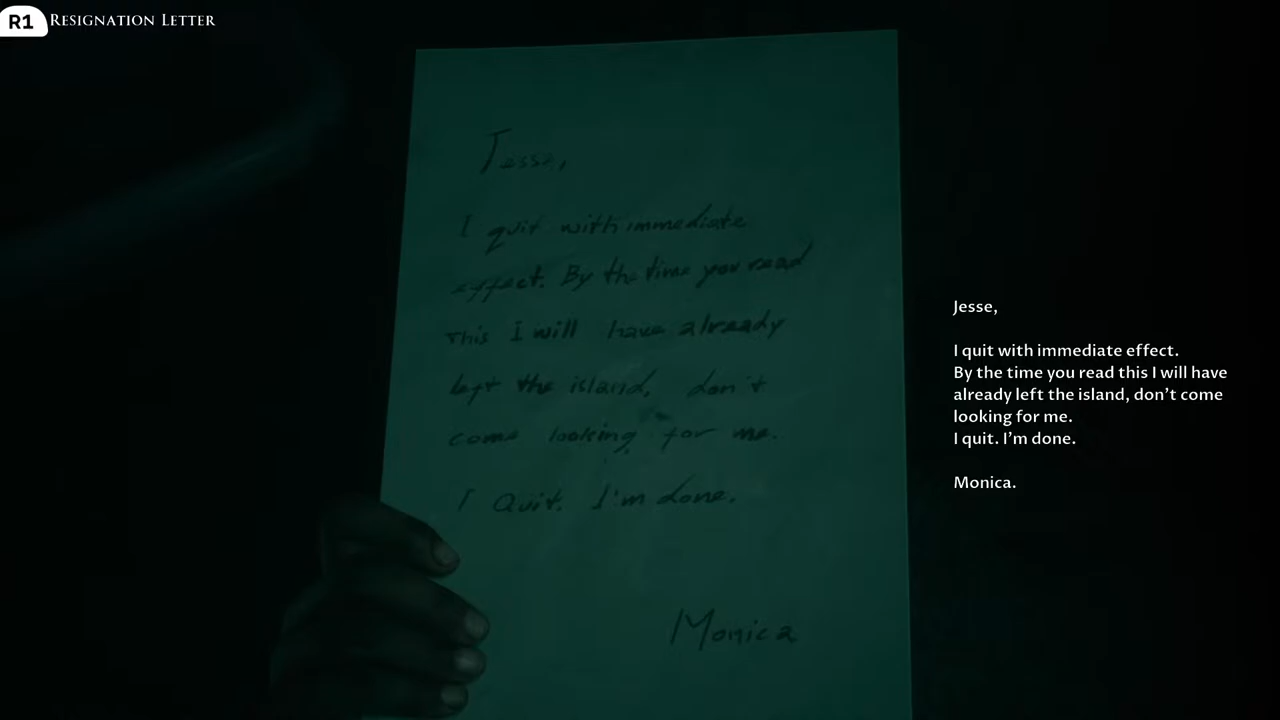 R1 RESIGNATION LETTER
Jesse,
I quit with immediate
effect. By the time you read
this I will have already
left the island, don't
come looking for me.
I Quit. I'm done.
Monica
Jesse,
I quit with immediate effect.
By the time you read this I will have
already left the island, don't come
looking for me.
I quit. I'm done.
Monica.